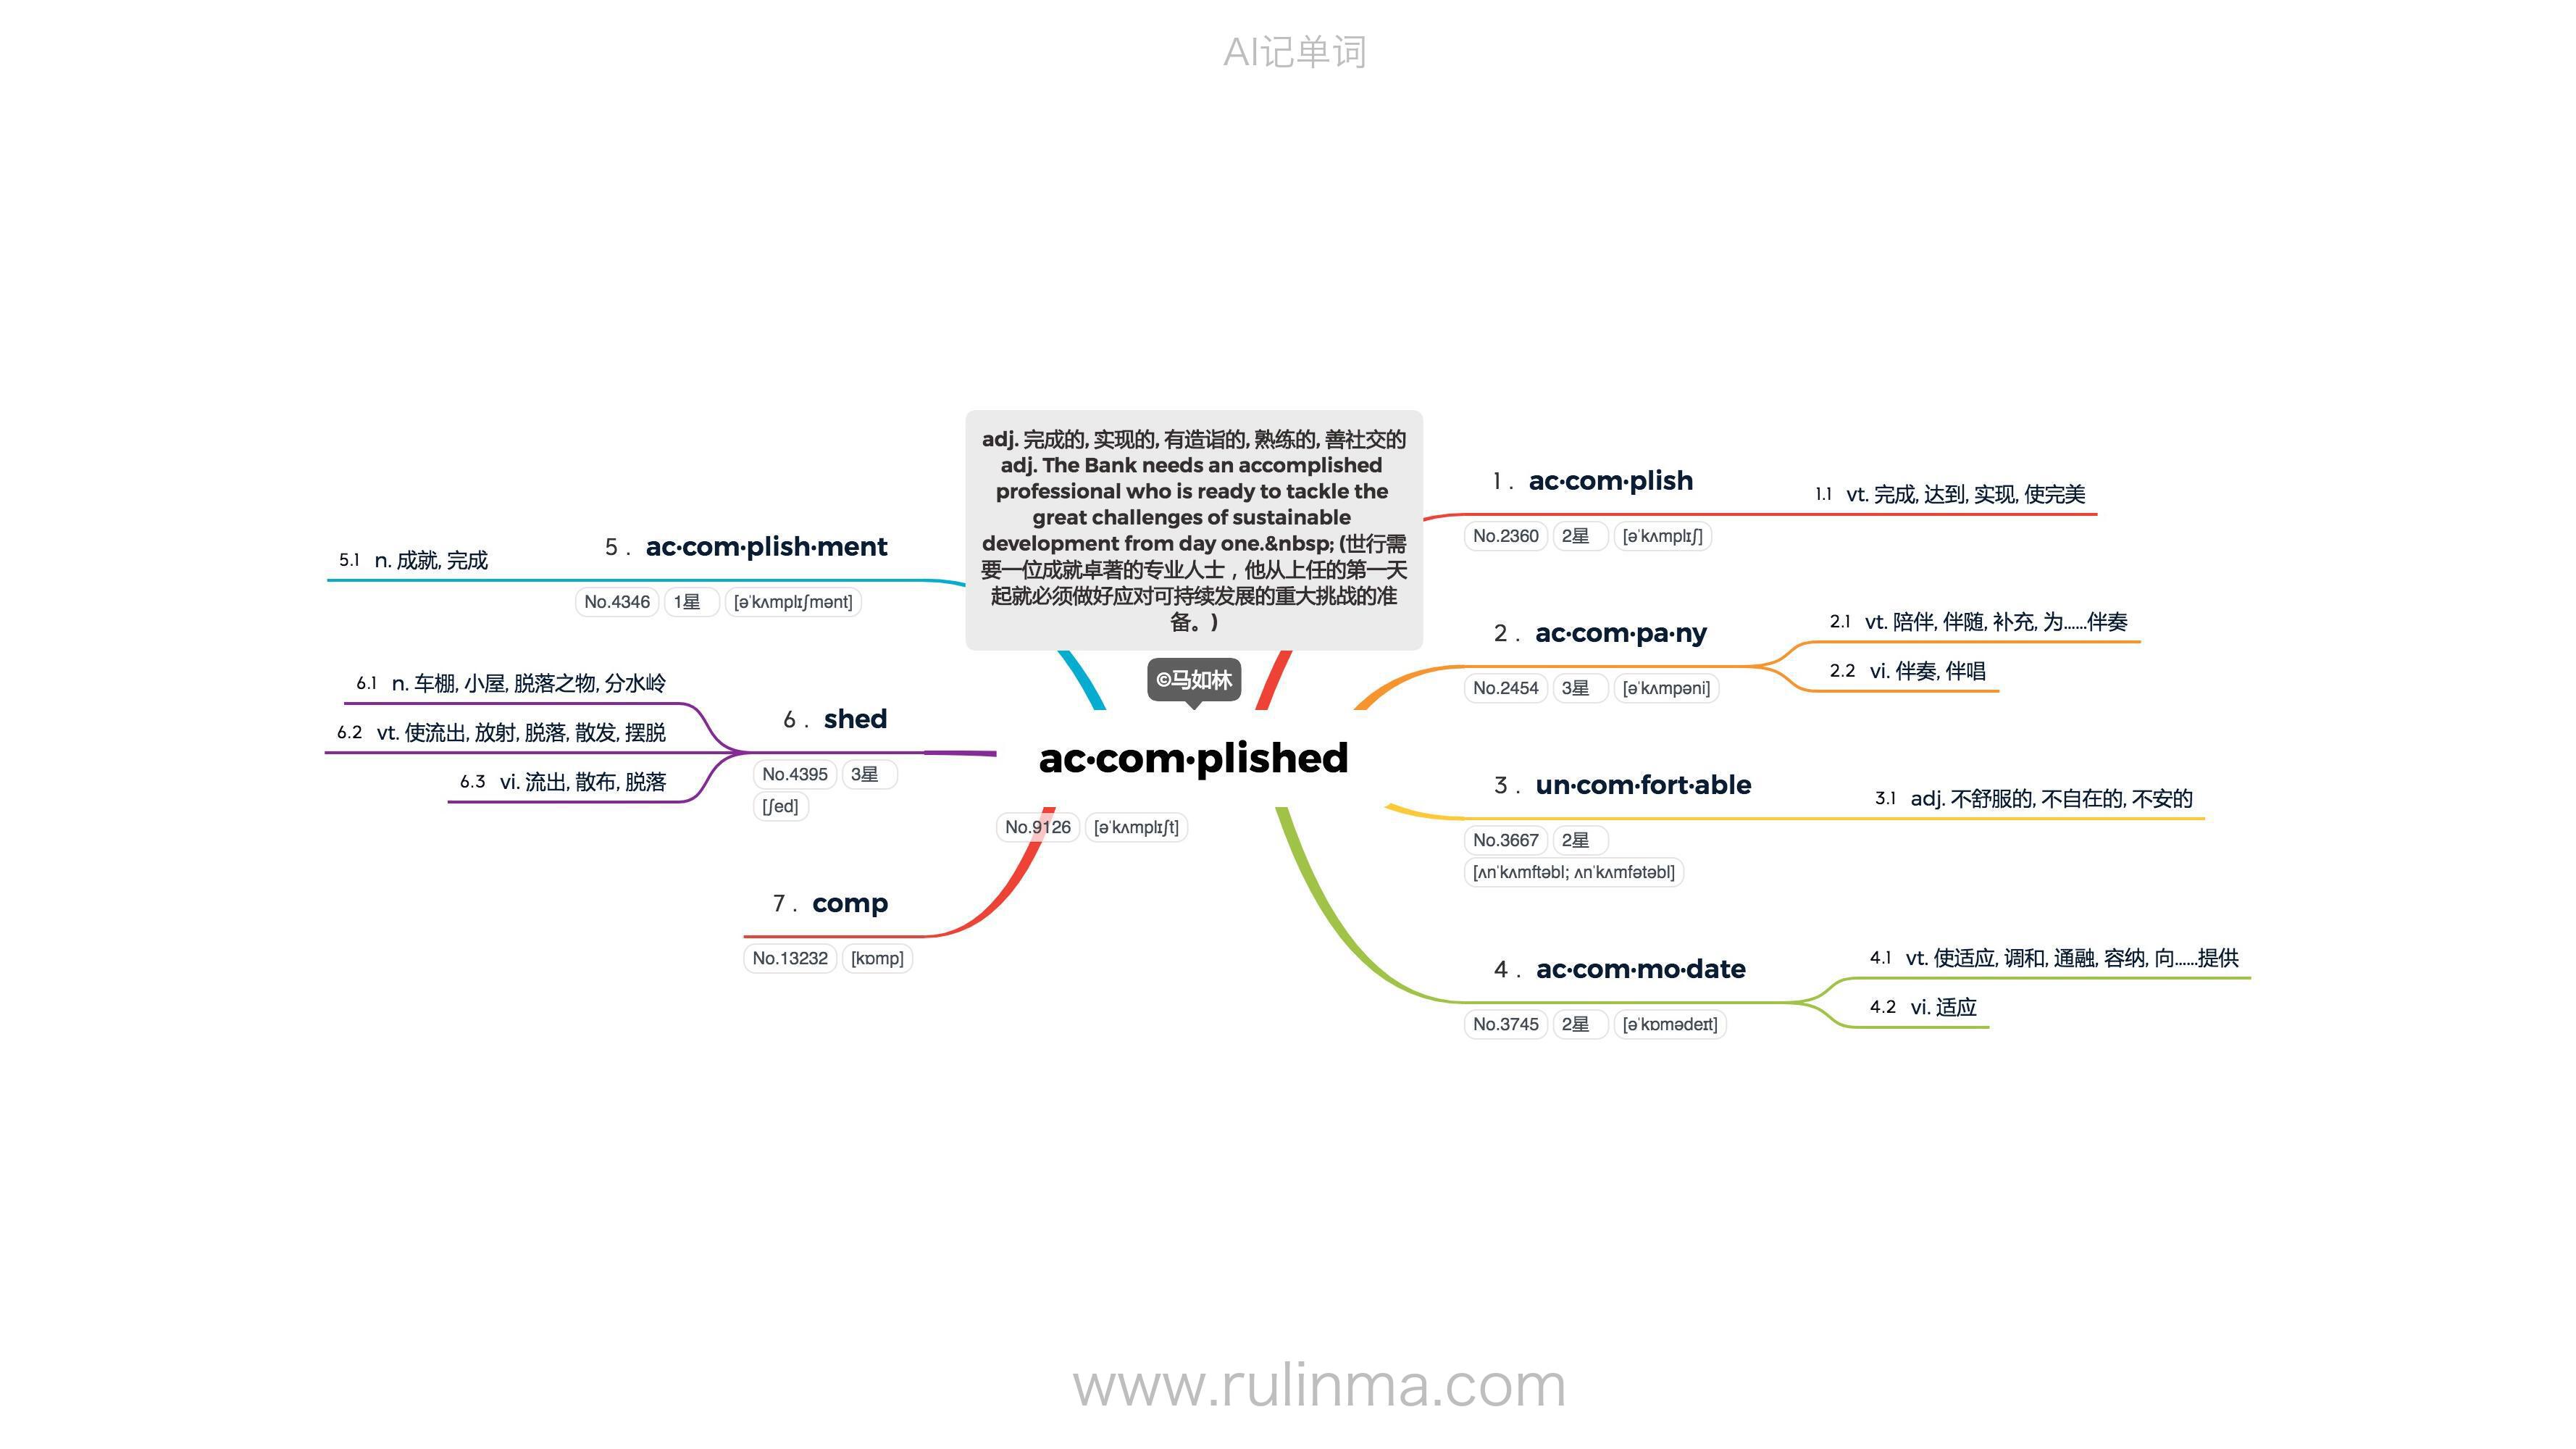 AI记单词
adj. 完成的, 实现的, 有造诣的, 熟练的, 善社交的
adj. The Bank needs an accomplished
professional who is ready to tackle the
great challenges of sustainable
development from day one.&nbsp; (世行需
要一位成就卓著的专业人士，他从上任的第一天
起就必须做好应对可持续发展的重大挑战的准
备。)
©马如林
ac·com·plished
No.9126 [əˈkʌmplɪʃt]
1. ac·com·plish
No.2360 2星 [əˈkʌmplɪʃ]
1.1 vt. 完成, 达到, 实现, 使完美
2. ac·com·pa·ny
No.2454 3星 [əˈkʌmpəni]
2.1 vt. 陪伴, 伴随, 补充, 为……伴奏
2.2 vi. 伴奏, 伴唱
3. un·com·fort·able
No.3667 2星
[ʌnˈkʌmftəbl; ʌnˈkʌmfətəbl]
3.1 adj. 不舒服的, 不自在的, 不安的
4. ac·com·mo·date
No.3745 2星 [əˈkɒmədeɪt]
4.1 vt. 使适应, 调和, 通融, 容纳, 向……提供
4.2 vi. 适应
5. ac·com·plish·ment
No.4346 1星 [əˈkʌmplɪʃmənt]
5.1 n. 成就, 完成
6. shed
No.4395 3星
[ʃed]
6.1 n. 车棚, 小屋, 脱落之物, 分水岭
6.2 vt. 使流出, 放射, 脱落, 散发, 摆脱
6.3 vi. 流出, 散布, 脱落
7. comp
No.13232 [kɒmp]
www.rulinma.com